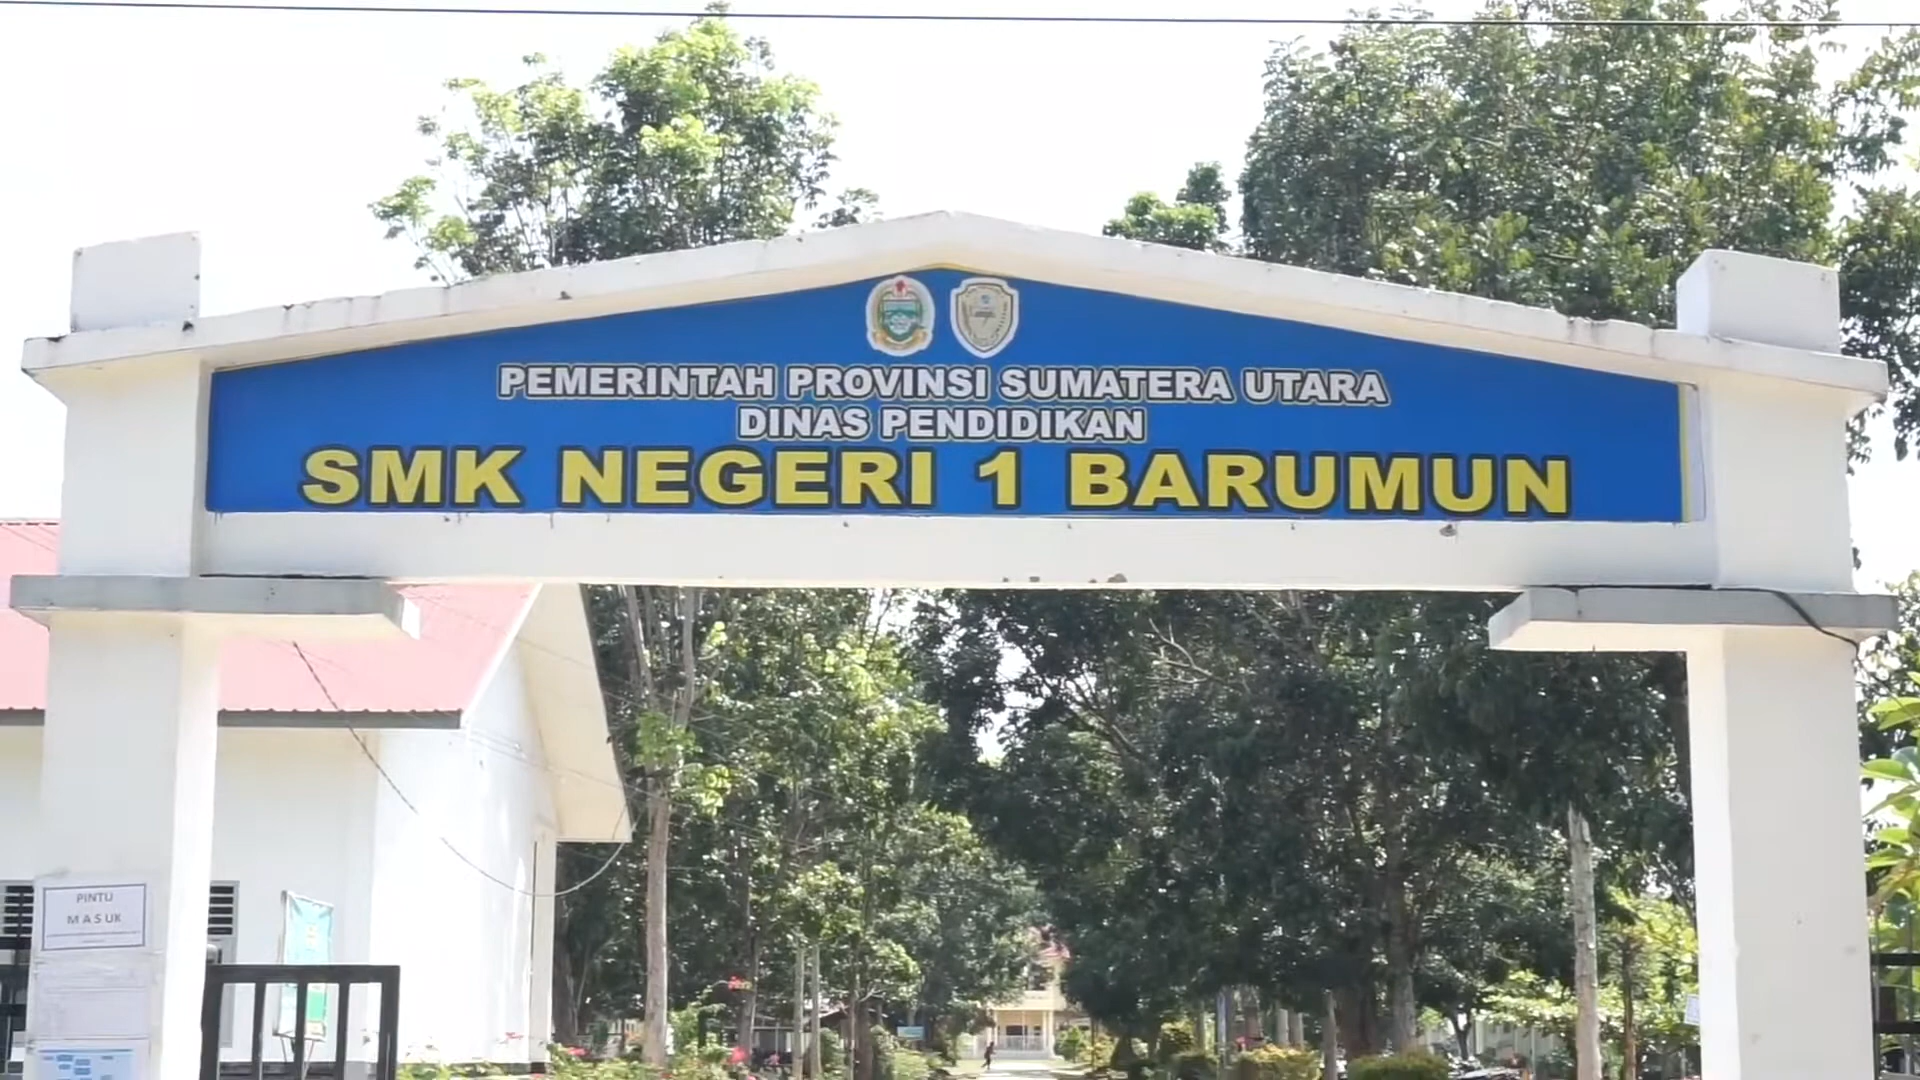 PEMERINTAH PROVINSI SUMATERA UTARA
DINAS PENDIDIKAN
SMK NEGERI 1 BARUMUN
PINTU
MASUK